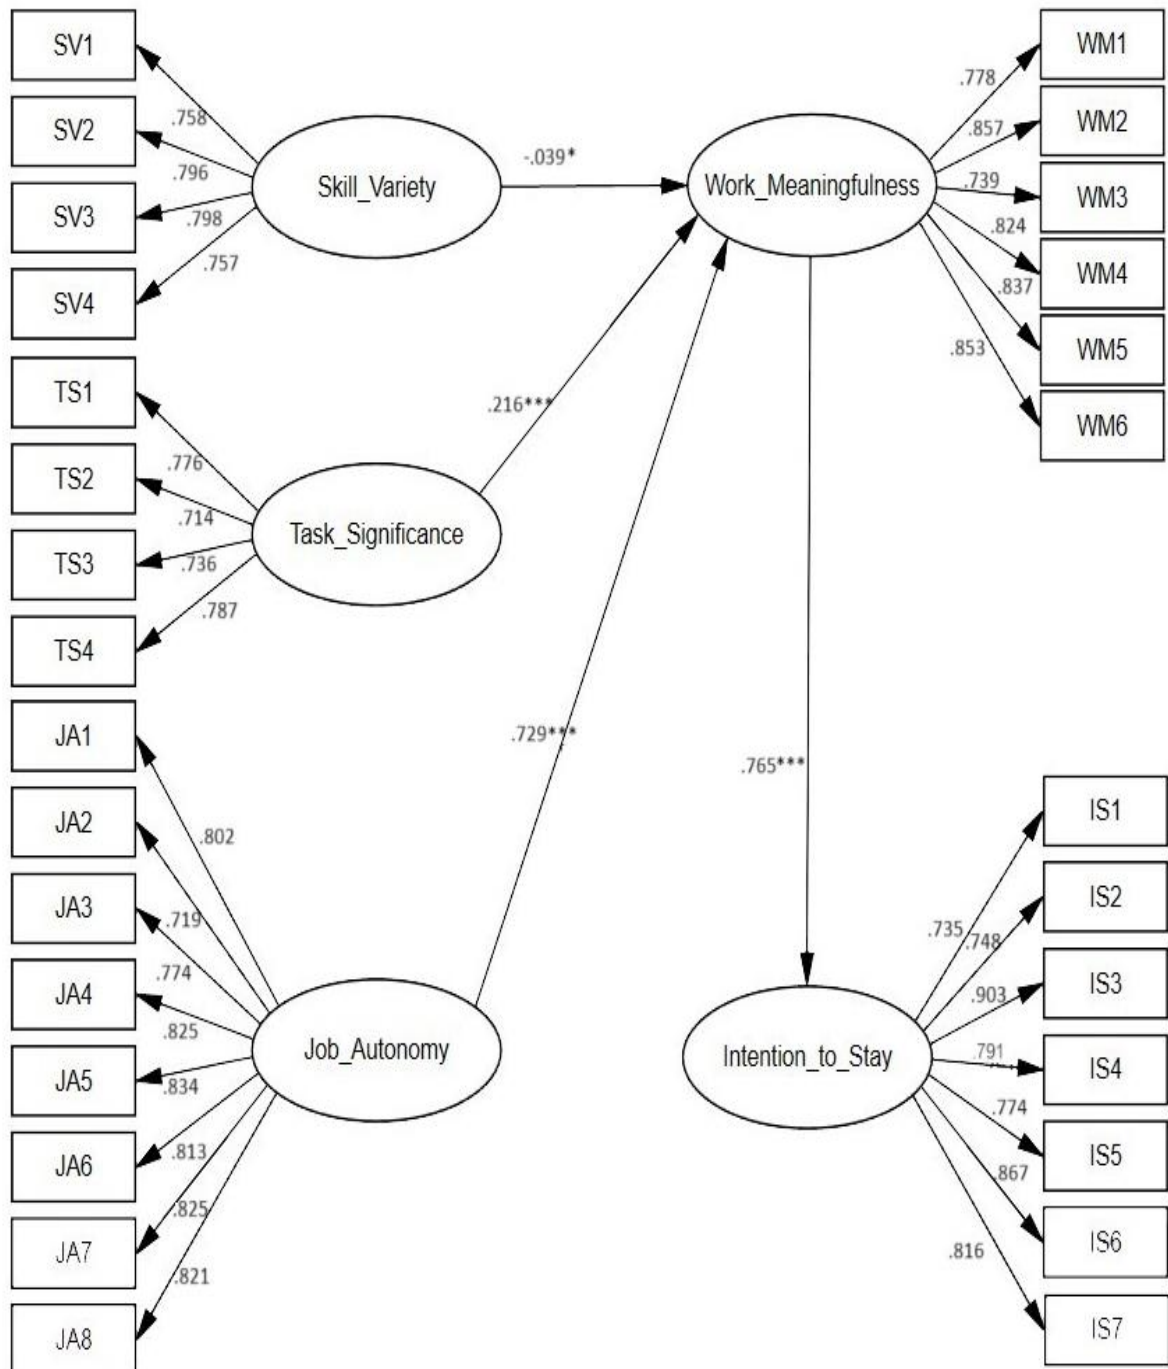 SV1
SV2
SV3
SV4
.758
.796
.798
.757
Skill_Variety
-.039*
Work_Meaningfulness
.778
.857
.739
.824
.837
.853
WM1
WM2
WM3
WM4
WM5
WM6
TS1
TS2
TS3
TS4
.776
.714
.736
.787
Task_Significance
.216***
JA1
JA2
JA3
JA4
JA5
JA6
JA7
JA8
.802
.719
.774
.825
.834
.813
.825
.821
Job_Autonomy
.729***
.765***
Intention_to_Stay
.735
.748
.903
.791
.774
.867
.816
IS1
IS2
IS3
IS4
IS5
IS6
IS7